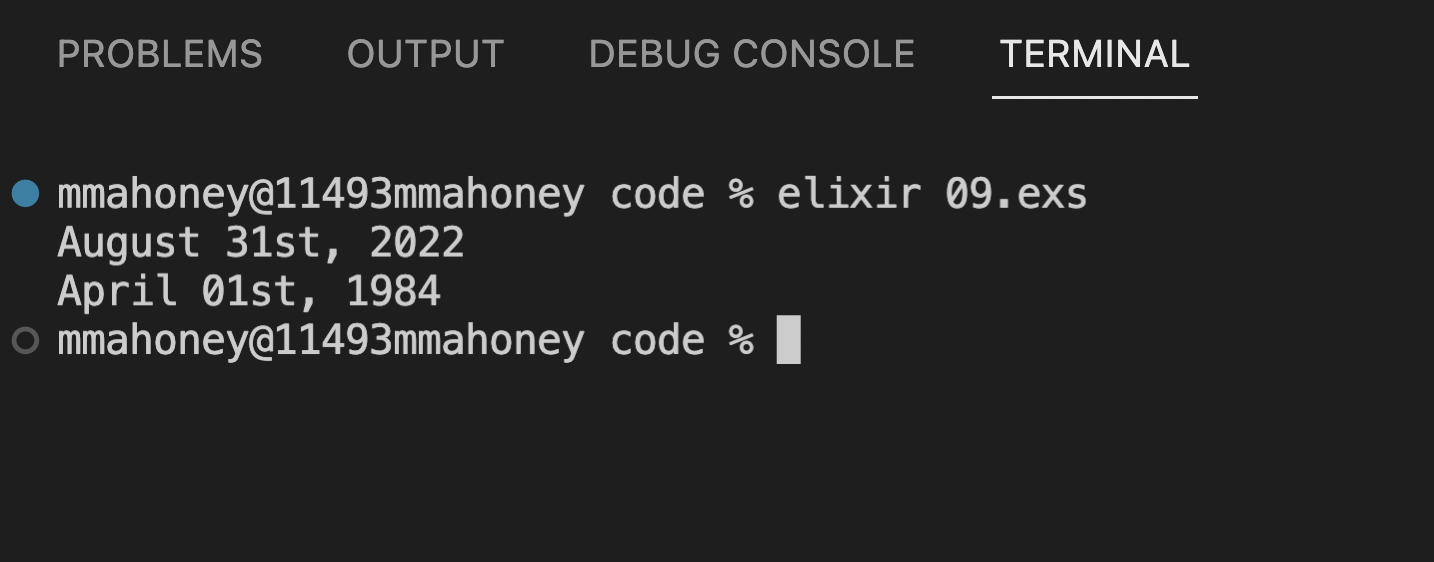 PROBLEMS OUTPUT DEBUG CONSOLE TERMINAL
mmahoney@11493mmahoney code % elixir 09.exs
August 31st, 2022
April 01st, 1984
mmahoney@11493mmahoney code %